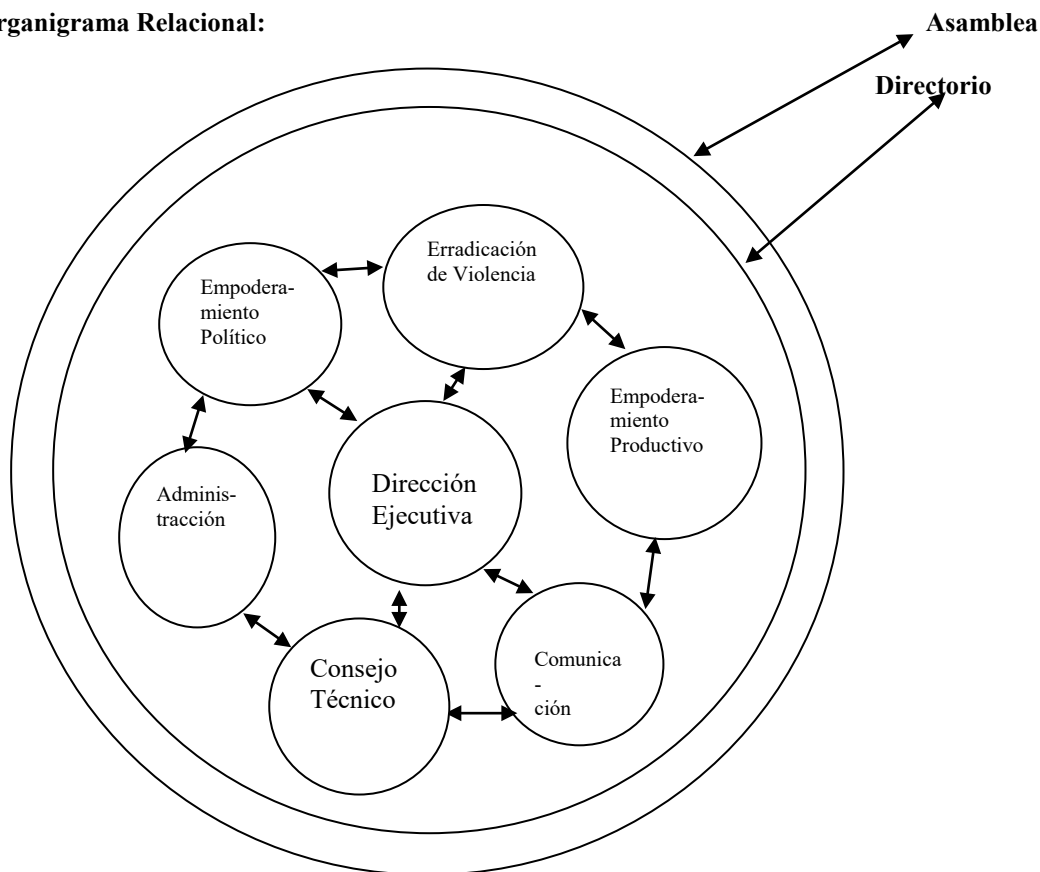 rganigrama Relacional:
Asamblea
Directorio
Erradicación
de Violencia
Empodera-
miento
Político
Empodera-
miento
Productivo
Dirección
Ejecutiva
Adminis-
tracción
Consejo
Técnico
Comunica
-
ción